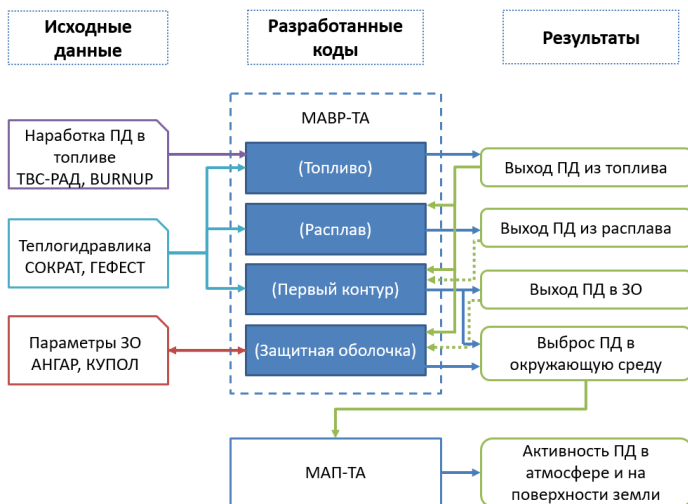 Исходные
данные
Разработанные
коды
Результаты
МАВР-ТА
Наработка ПД в
топливе
ТВС-РАД, BURNUP
(Топливо)
Выход ПД из топлива
Теплогидравлика
СОКРАТ, ГЕФЕСТ
(Расплав)
Выход ПД из расплава
(Первый контур)
Выход ПД в ЗО
Параметры ЗО
АНГАР, КУПОЛ
(Защитная оболочка)
Выброс ПД в
окружающую среду
МАП-ТА
Активность ПД в
атмосфере и на
поверхности земли